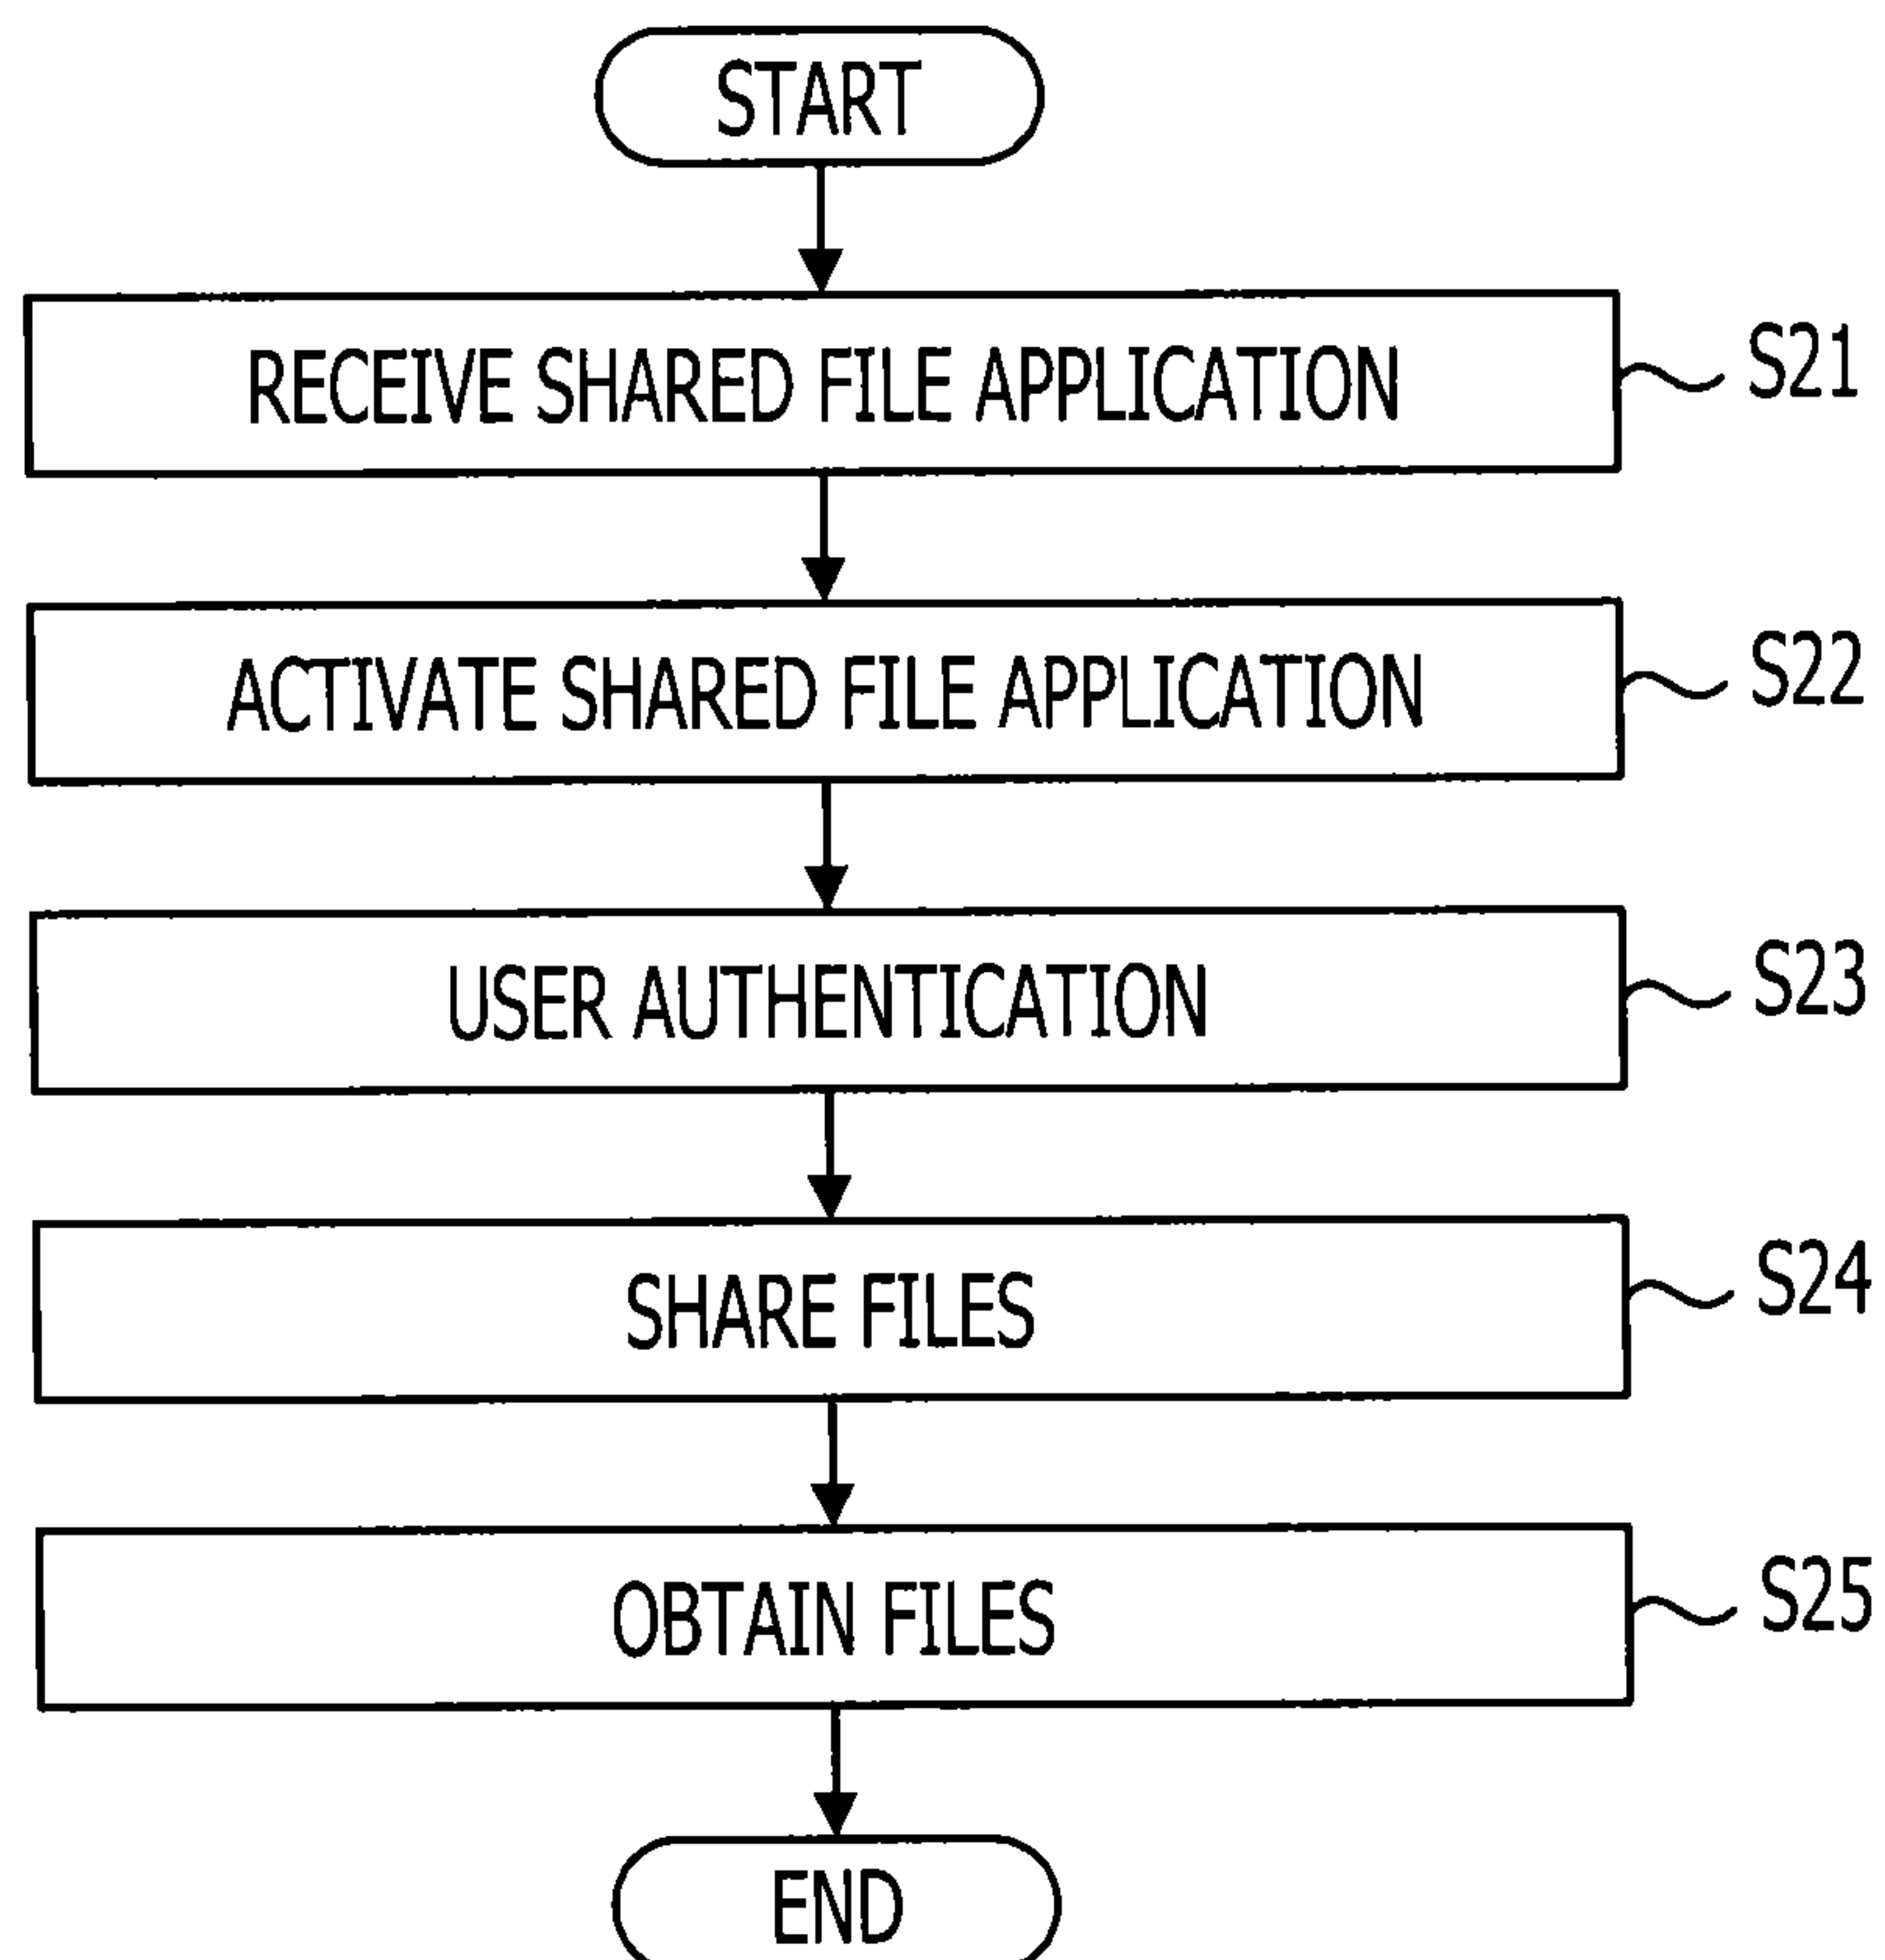 START
RECEIVE SHARED FILE APPLICATION
S21
ACTIVATE SHARED FILE APPLICATION
S22
USER AUTHENTICATION
S23
SHARE FILES
S24
OBTAIN FILES
S25
END